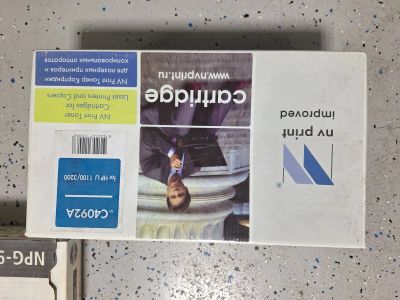 nv print
improved
cartridge
www.nvprint.ru
NV Print Toner
Cartridges for
Laser Printers and Copiers
NV Print Тонер Картриджи
для лазерных принтеров и
копировальных аппаратов
C4092A
for HP LJ 1100/3200
NPG-9